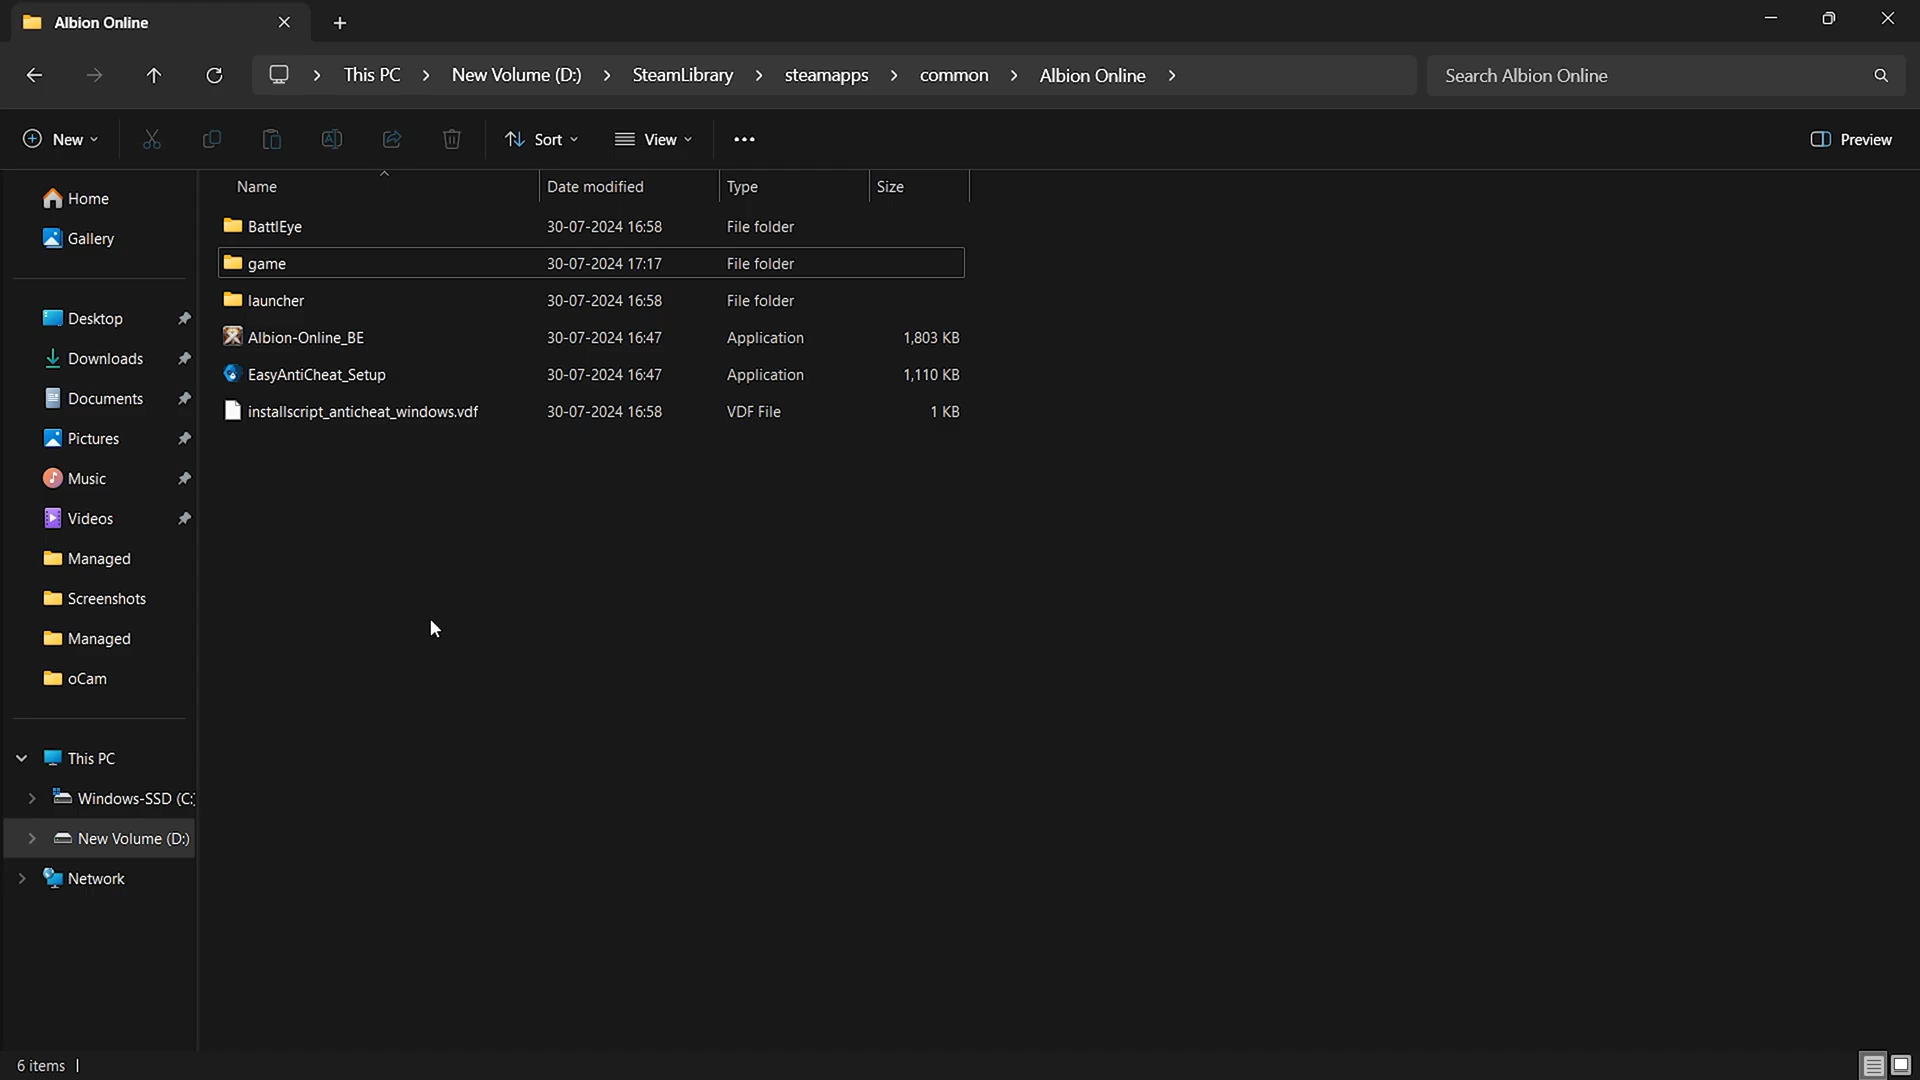 Albion Online
This PC New Volume (D:) SteamLibrary steamapps common Albion Online
Search Albion Online
New Sort View Preview
Name Date modified Type Size
Home
Gallery
Desktop
Downloads
Documents
Pictures
Music
Videos
Managed
Screenshots
Managed
oCam
This PC
Windows-SSD (C:)
New Volume (D:)
Network
BattlEye 30-07-2024 16:58 File folder
game 30-07-2024 17:17 File folder
launcher 30-07-2024 16:58 File folder
Albion-Online_BE 30-07-2024 16:47 Application 1,803 KB
EasyAntiCheat_Setup 30-07-2024 16:47 Application 1,110 KB
installscript_anticheat_windows.vdf 30-07-2024 16:58 VDF File 1 KB
6 items